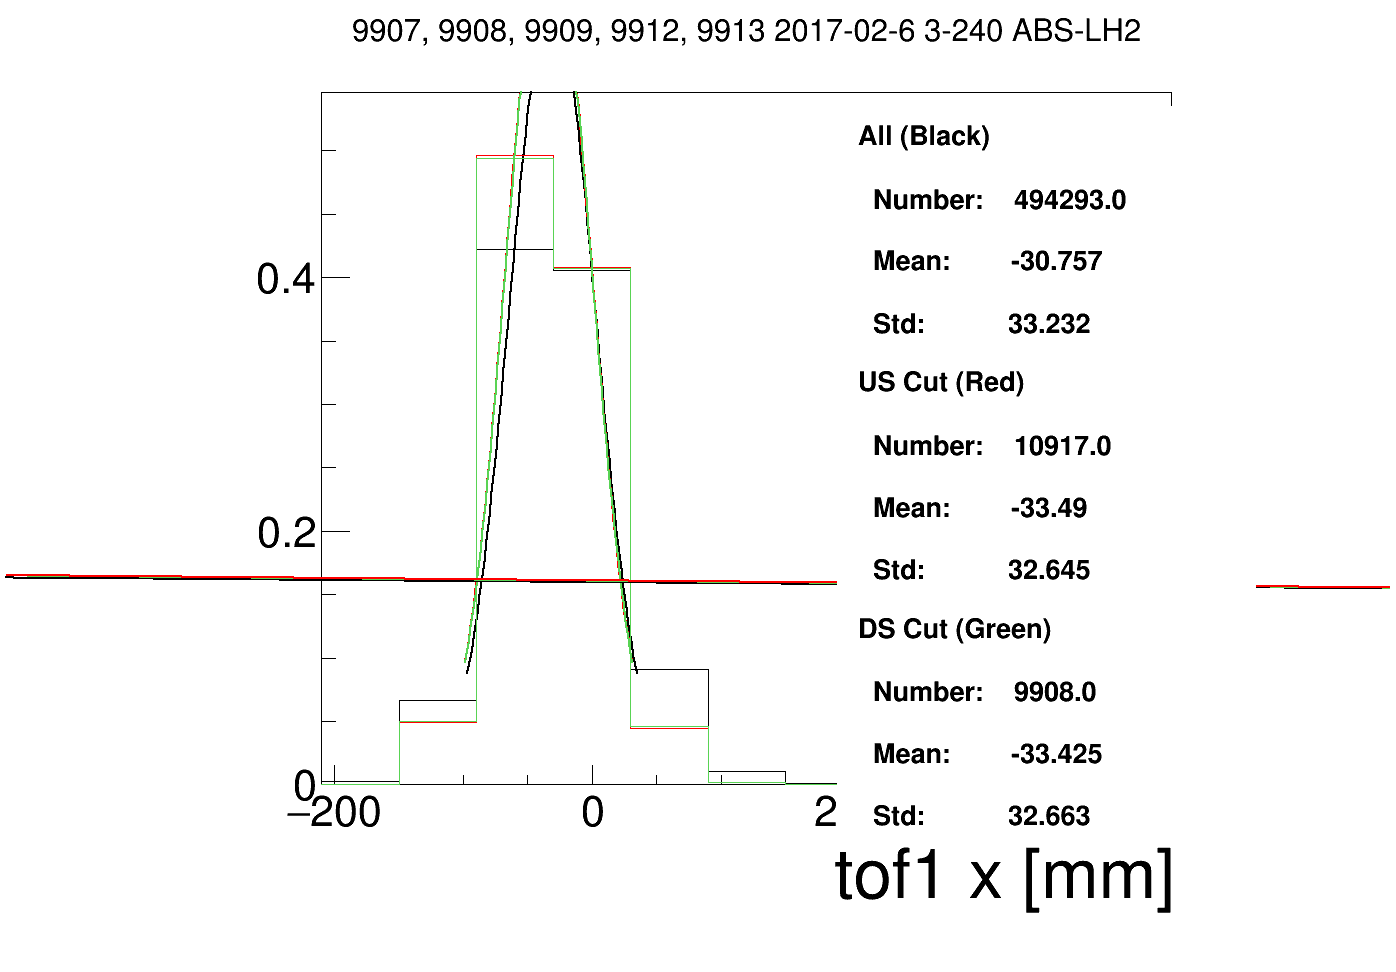 9907, 9908, 9909, 9912, 9913 2017-02-6 3-240 ABS-LH2
All (Black)
Number: 494293.0
Mean: -30.757
Std: 33.232
US Cut (Red)
Number: 10917.0
Mean: -33.49
Std: 32.645
DS Cut (Green)
Number: 9908.0
Mean: -33.425
Std: 32.663
0.4
0.2
0
−200 0 2
tof1 x [mm]